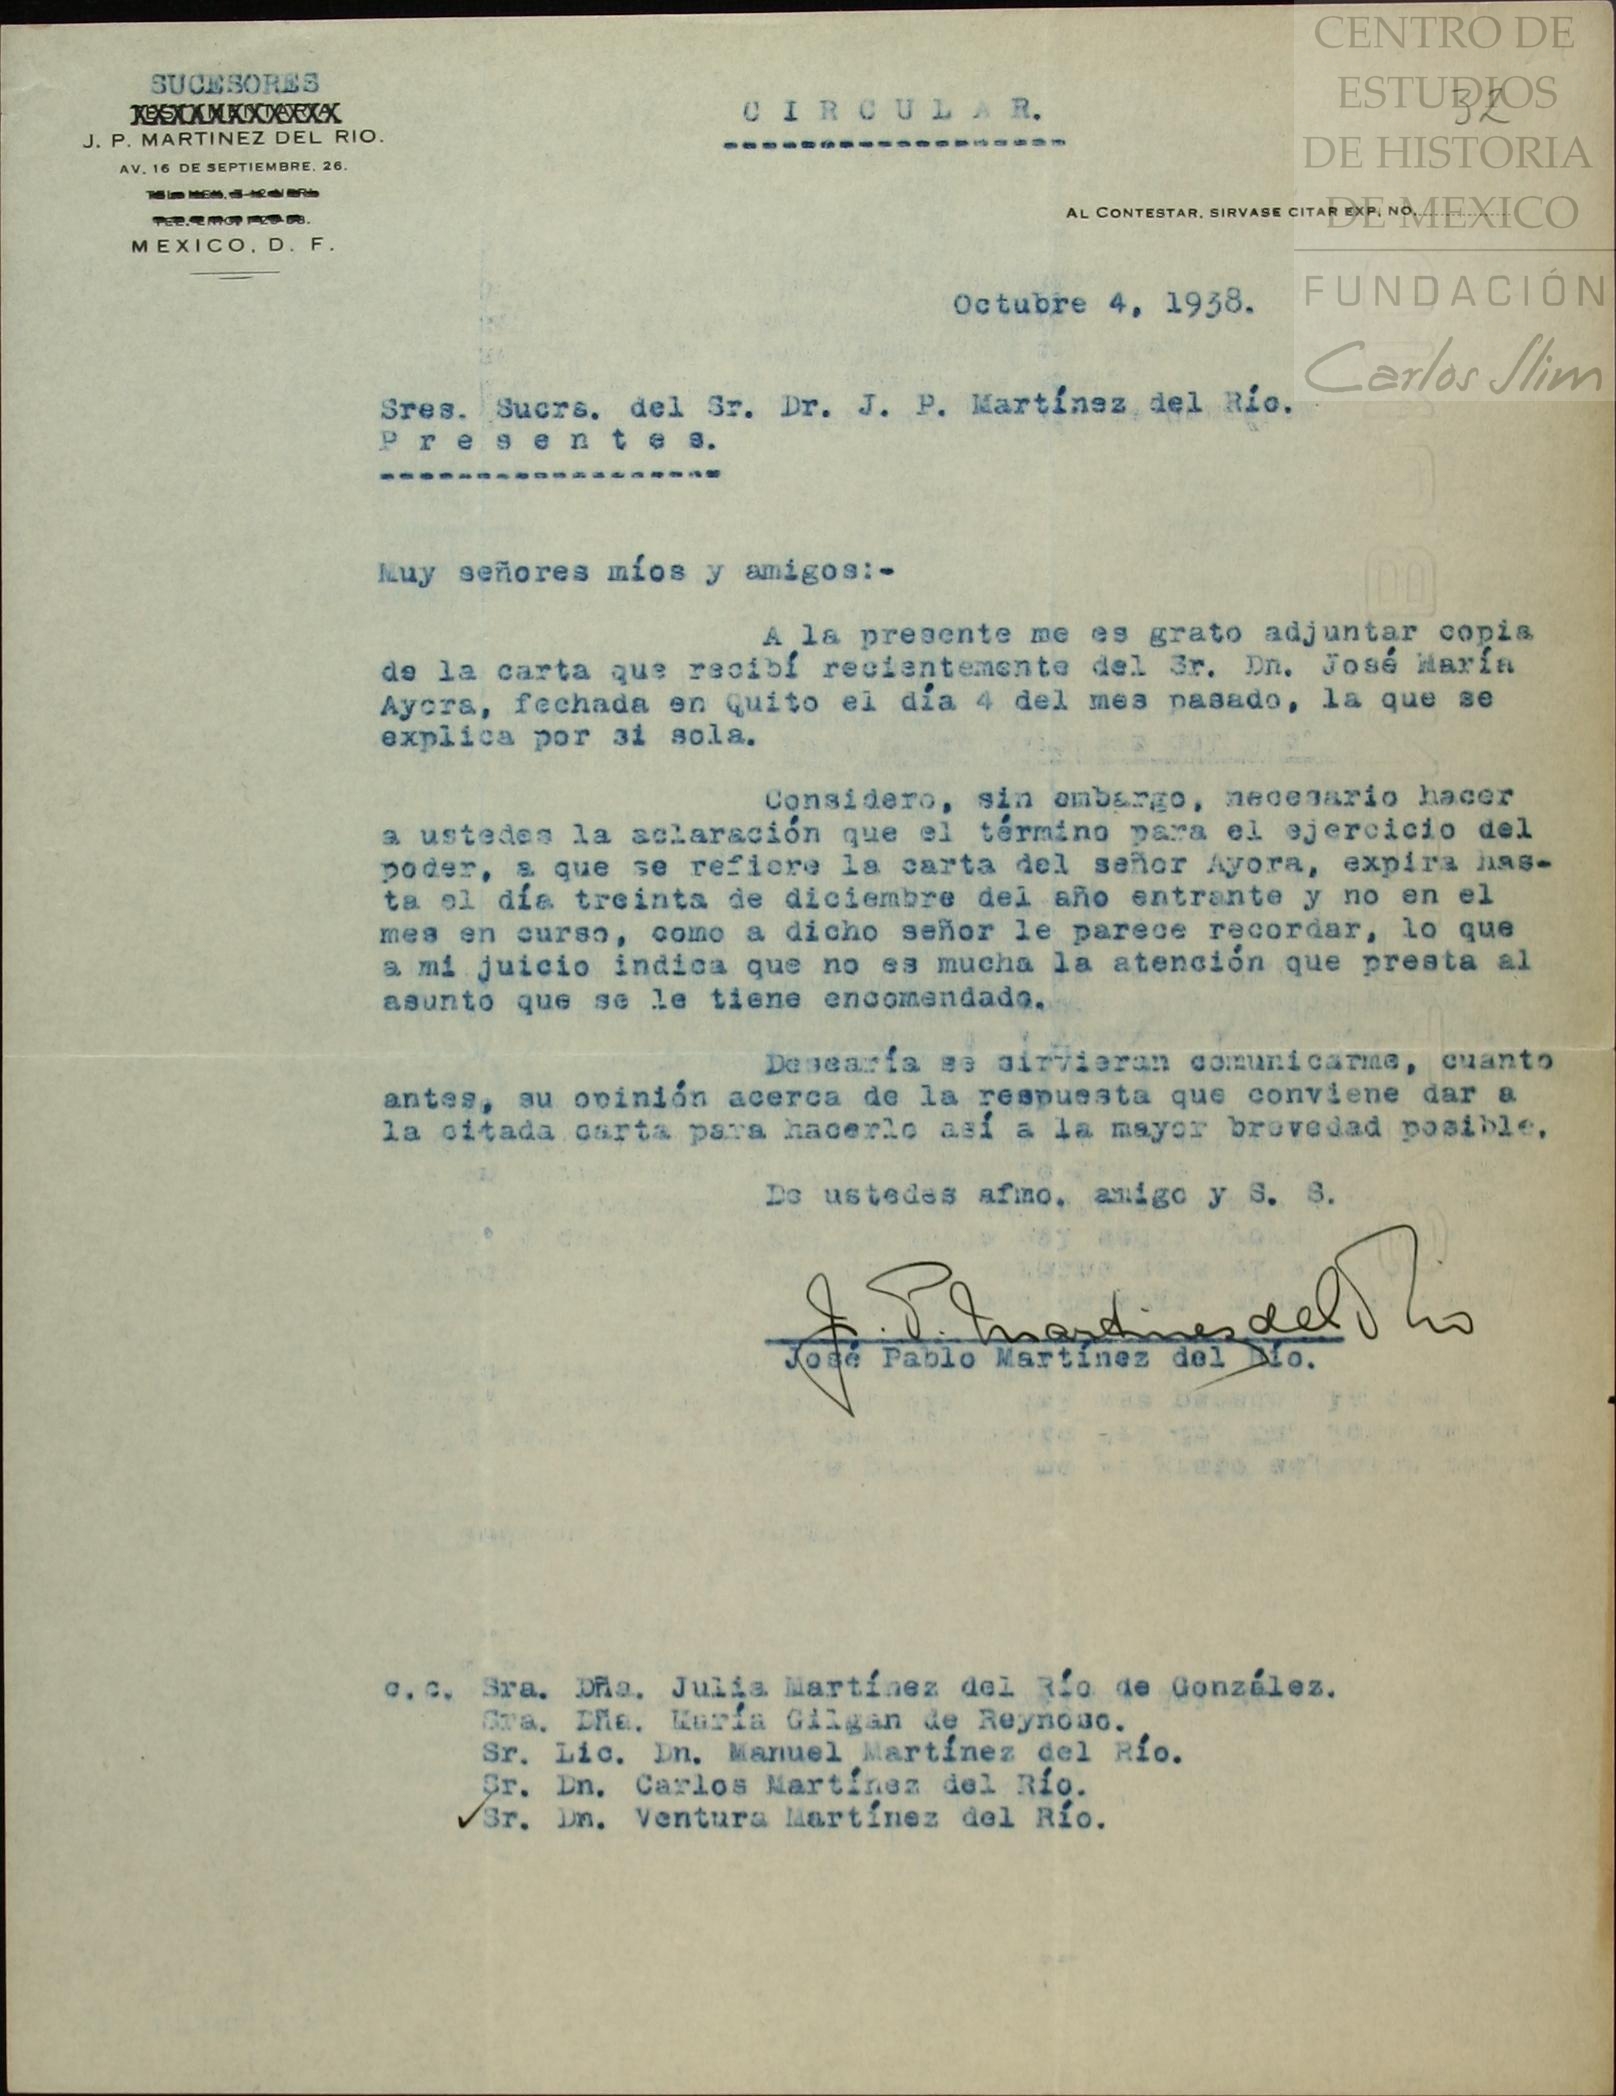 SUCESORES
J. P. MARTINEZ DEL RIO.
AV. 16 DE SEPTIEMBRE, 26.
MEXICO, D. F.
C I R C U L A R.
32
CENTRO DE
ESTUDIOS
DE HISTORIA
DE MEXICO
FUNDACIÓN
Carlos Slim
AL CONTESTAR, SIRVASE CITAR EXP. NO.
Octubre 4, 1938.
Sres. Sucrs. del Sr. Dr. J. P. Martínez del Río.
P r e s e n t e s.
Muy señores míos y amigos:-
A la presente me es grato adjuntar copia
de la carta que recibí recientemente del Sr. Dn. José María
Ayora, fechada en Quito el día 4 del mes pasado, la que se
explica por si sola.
Considero, sin embargo, necesario hacer
a ustedes la aclaración que el término para el ejercicio del
poder, a que se refiere la carta del señor Ayora, expira has-
ta el día treinta de diciembre del año entrante y no en el
mes en curso, como a dicho señor le parece recordar, lo que
a mi juicio indica que no es mucha la atención que presta al
asunto que se le tiene encomendado.
Desearía se sirvieran comunicarme, cuanto
antes, su opinión acerca de la respuesta que conviene dar a
la citada carta para hacerlo así a la mayor brevedad posible.
De ustedes afmo. amigo y S. S.
J. P. Martinez del Rio
José Pablo Martínez del Río.
c.c. Sra. Dña. Julia Martínez del Río de González.
Sra. Dña. María Gilgan de Reynoso.
Sr. Lic. Dn. Manuel Martínez del Río.
Sr. Dn. Carlos Martínez del Río.
Sr. Dn. Ventura Martínez del Río.